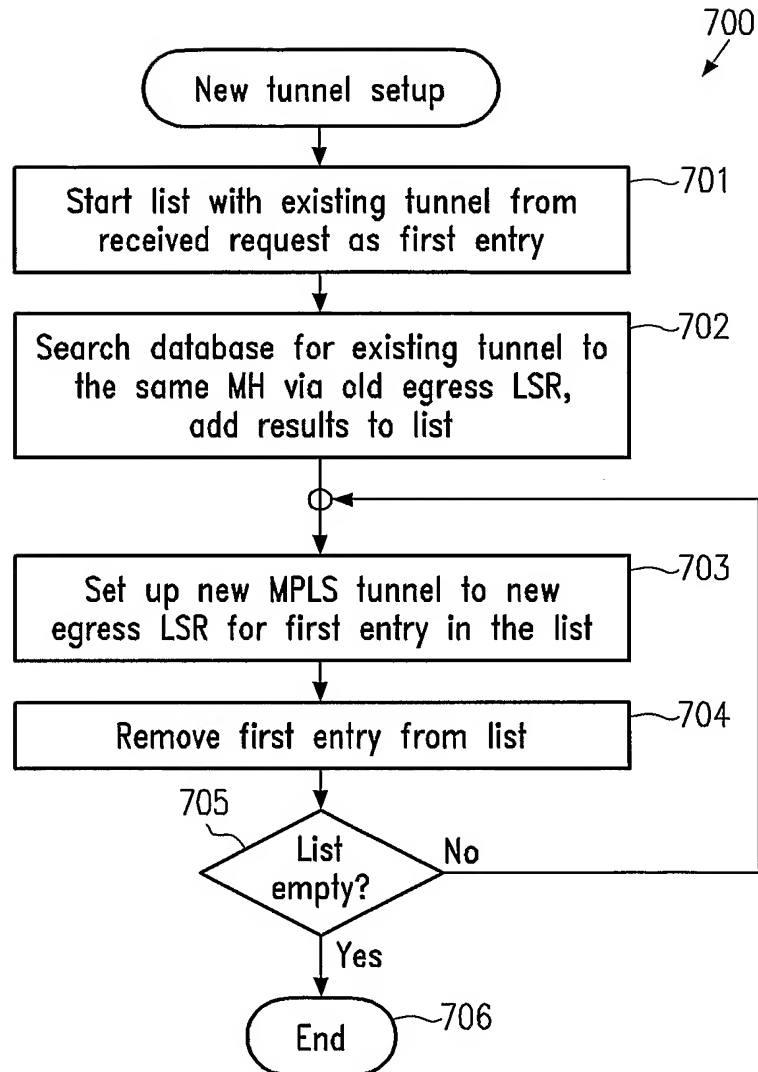 700
New tunnel setup
701
Start list with existing tunnel from
received request as first entry
702
Search database for existing tunnel to
the same MH via old egress LSR,
add results to list
703
Set up new MPLS tunnel to new
egress LSR for first entry in the list
704
Remove first entry from list
705
List
empty?
No
Yes
End
706